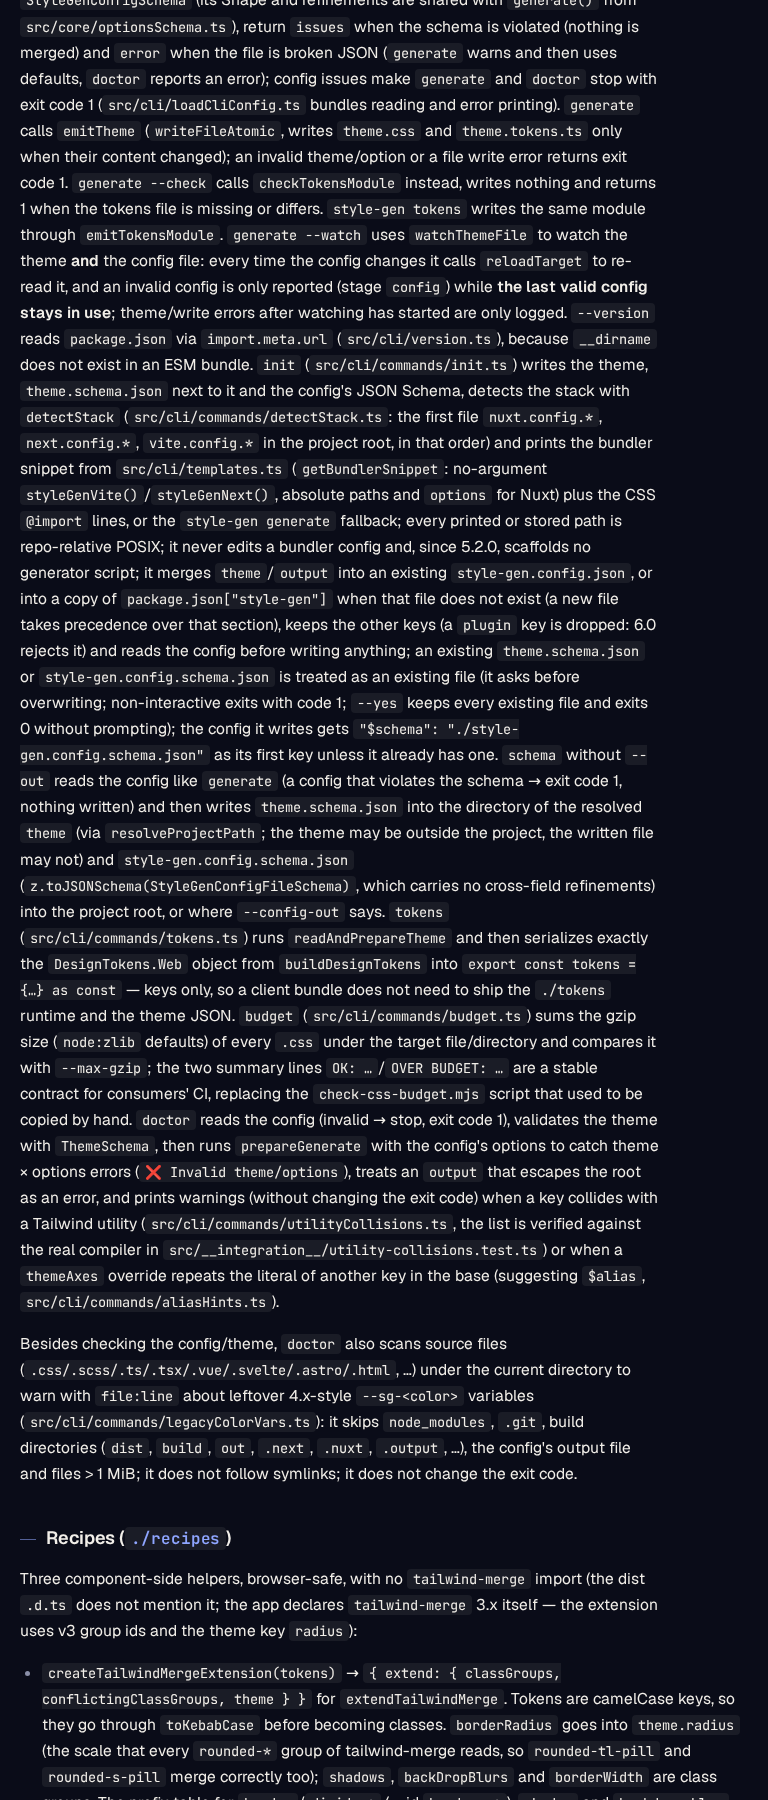 StyleGenConfigSchema (its Shape and refinements are shared with generate() from
src/core/optionsSchema.ts ), return issues when the schema is violated (nothing is
merged) and error when the file is broken JSON ( generate warns and then uses
defaults, doctor reports an error); config issues make generate and doctor stop with
exit code 1 ( src/cli/loadCliConfig.ts bundles reading and error printing). generate
calls emitTheme ( writeFileAtomic , writes theme.css and theme.tokens.ts only
when their content changed); an invalid theme/option or a file write error returns exit
code 1. generate --check calls checkTokensModule instead, writes nothing and returns
1 when the tokens file is missing or differs. style-gen tokens writes the same module
through emitTokensModule . generate --watch uses watchThemeFile to watch the
theme and the config file: every time the config changes it calls reloadTarget to re-
read it, and an invalid config is only reported (stage config ) while the last valid config
stays in use; theme/write errors after watching has started are only logged. --version
reads package.json via import.meta.url ( src/cli/version.ts ), because __dirname
does not exist in an ESM bundle. init ( src/cli/commands/init.ts ) writes the theme,
theme.schema.json next to it and the config's JSON Schema, detects the stack with
detectStack ( src/cli/commands/detectStack.ts : the first file nuxt.config.* ,
next.config.* , vite.config.* in the project root, in that order) and prints the bundler
snippet from src/cli/templates.ts ( getBundlerSnippet : no-argument
styleGenVite() / styleGenNext() , absolute paths and options for Nuxt) plus the CSS
@import lines, or the style-gen generate fallback; every printed or stored path is
repo-relative POSIX; it never edits a bundler config and, since 5.2.0, scaffolds no
generator script; it merges theme / output into an existing style-gen.config.json , or
into a copy of package.json["style-gen"] when that file does not exist (a new file
takes precedence over that section), keeps the other keys (a plugin key is dropped: 6.0
rejects it) and reads the config before writing anything; an existing theme.schema.json
or style-gen.config.schema.json is treated as an existing file (it asks before
overwriting; non-interactive exits with code 1; --yes keeps every existing file and exits
0 without prompting); the config it writes gets "$schema": "./style-
gen.config.schema.json" as its first key unless it already has one. schema without --
out reads the config like generate (a config that violates the schema → exit code 1,
nothing written) and then writes theme.schema.json into the directory of the resolved
theme (via resolveProjectPath ; the theme may be outside the project, the written file
may not) and style-gen.config.schema.json
( z.toJSONSchema(StyleGenConfigFileSchema) , which carries no cross-field refinements)
into the project root, or where --config-out says. tokens
( src/cli/commands/tokens.ts ) runs readAndPrepareTheme and then serializes exactly
the DesignTokens.Web object from buildDesignTokens into export const tokens =
{…} as const — keys only, so a client bundle does not need to ship the ./tokens
runtime and the theme JSON. budget ( src/cli/commands/budget.ts ) sums the gzip
size ( node:zlib defaults) of every .css under the target file/directory and compares it
with --max-gzip ; the two summary lines OK: … / OVER BUDGET: … are a stable
contract for consumers' CI, replacing the check-css-budget.mjs script that used to be
copied by hand. doctor reads the config (invalid → stop, exit code 1), validates the theme
with ThemeSchema , then runs prepareGenerate with the config's options to catch theme
× options errors ( ❌ Invalid theme/options ), treats an output that escapes the root
as an error, and prints warnings (without changing the exit code) when a key collides with
a Tailwind utility ( src/cli/commands/utilityCollisions.ts , the list is verified against
the real compiler in src/__integration__/utility-collisions.test.ts ) or when a
themeAxes override repeats the literal of another key in the base (suggesting $alias ,
src/cli/commands/aliasHints.ts ).
Besides checking the config/theme, doctor also scans source files
( .css/.scss/.ts/.tsx/.vue/.svelte/.astro/.html , …) under the current directory to
warn with file:line about leftover 4.x-style --sg-<color> variables
( src/cli/commands/legacyColorVars.ts ): it skips node_modules , .git , build
directories ( dist , build , out , .next , .nuxt , .output , …), the config's output file
and files > 1 MiB; it does not follow symlinks; it does not change the exit code.
— Recipes ( ./recipes )
Three component-side helpers, browser-safe, with no tailwind-merge import (the dist
.d.ts does not mention it; the app declares tailwind-merge 3.x itself — the extension
uses v3 group ids and the theme key radius ):
• createTailwindMergeExtension(tokens) → { extend: { classGroups,
conflictingClassGroups, theme } } for extendTailwindMerge . Tokens are camelCase keys, so
they go through toKebabCase before becoming classes. borderRadius goes into theme.radius
(the scale that every rounded-* group of tailwind-merge reads, so rounded-tl-pill and
rounded-s-pill merge correctly too); shadows , backDropBlurs and borderWidth are class